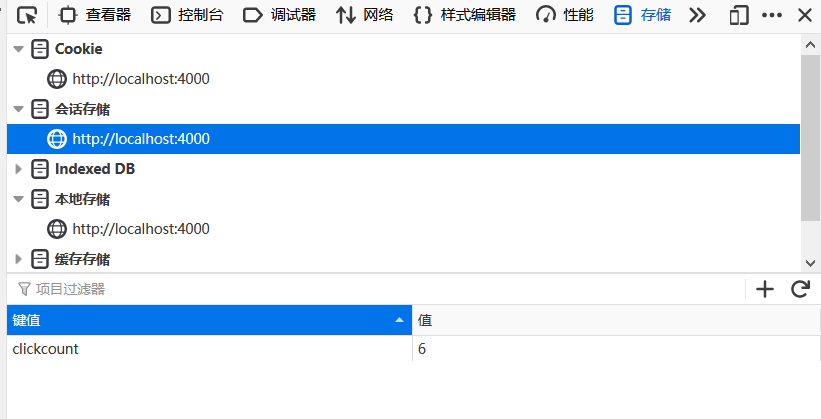 查看器 控制台 调试器 网络 样式编辑器 性能 存储
Cookie
http://localhost:4000
会话存储
http://localhost:4000
Indexed DB
本地存储
http://localhost:4000
缓存存储
项目过滤器
键值 值
clickcount 6